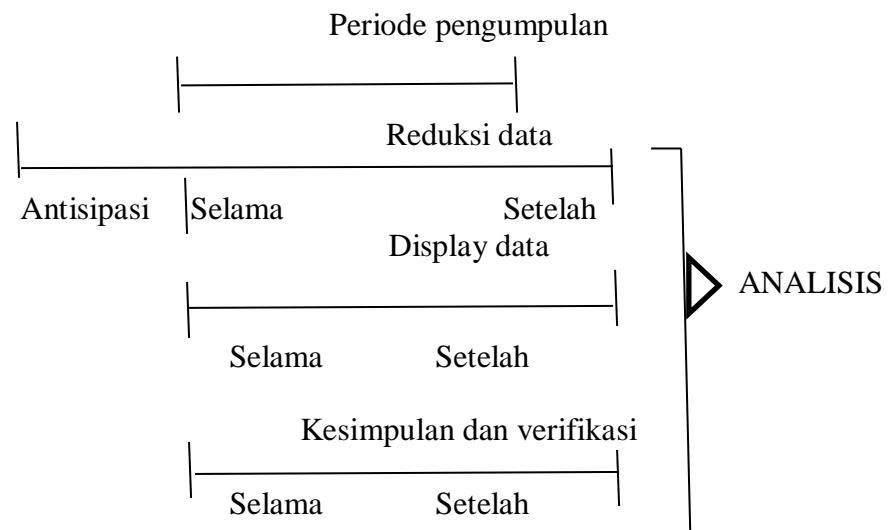 Periode pengumpulan
Reduksi data
Antisipasi Selama Setelah
Display data
ANALISIS
Selama Setelah
Kesimpulan dan verifikasi
Selama Setelah